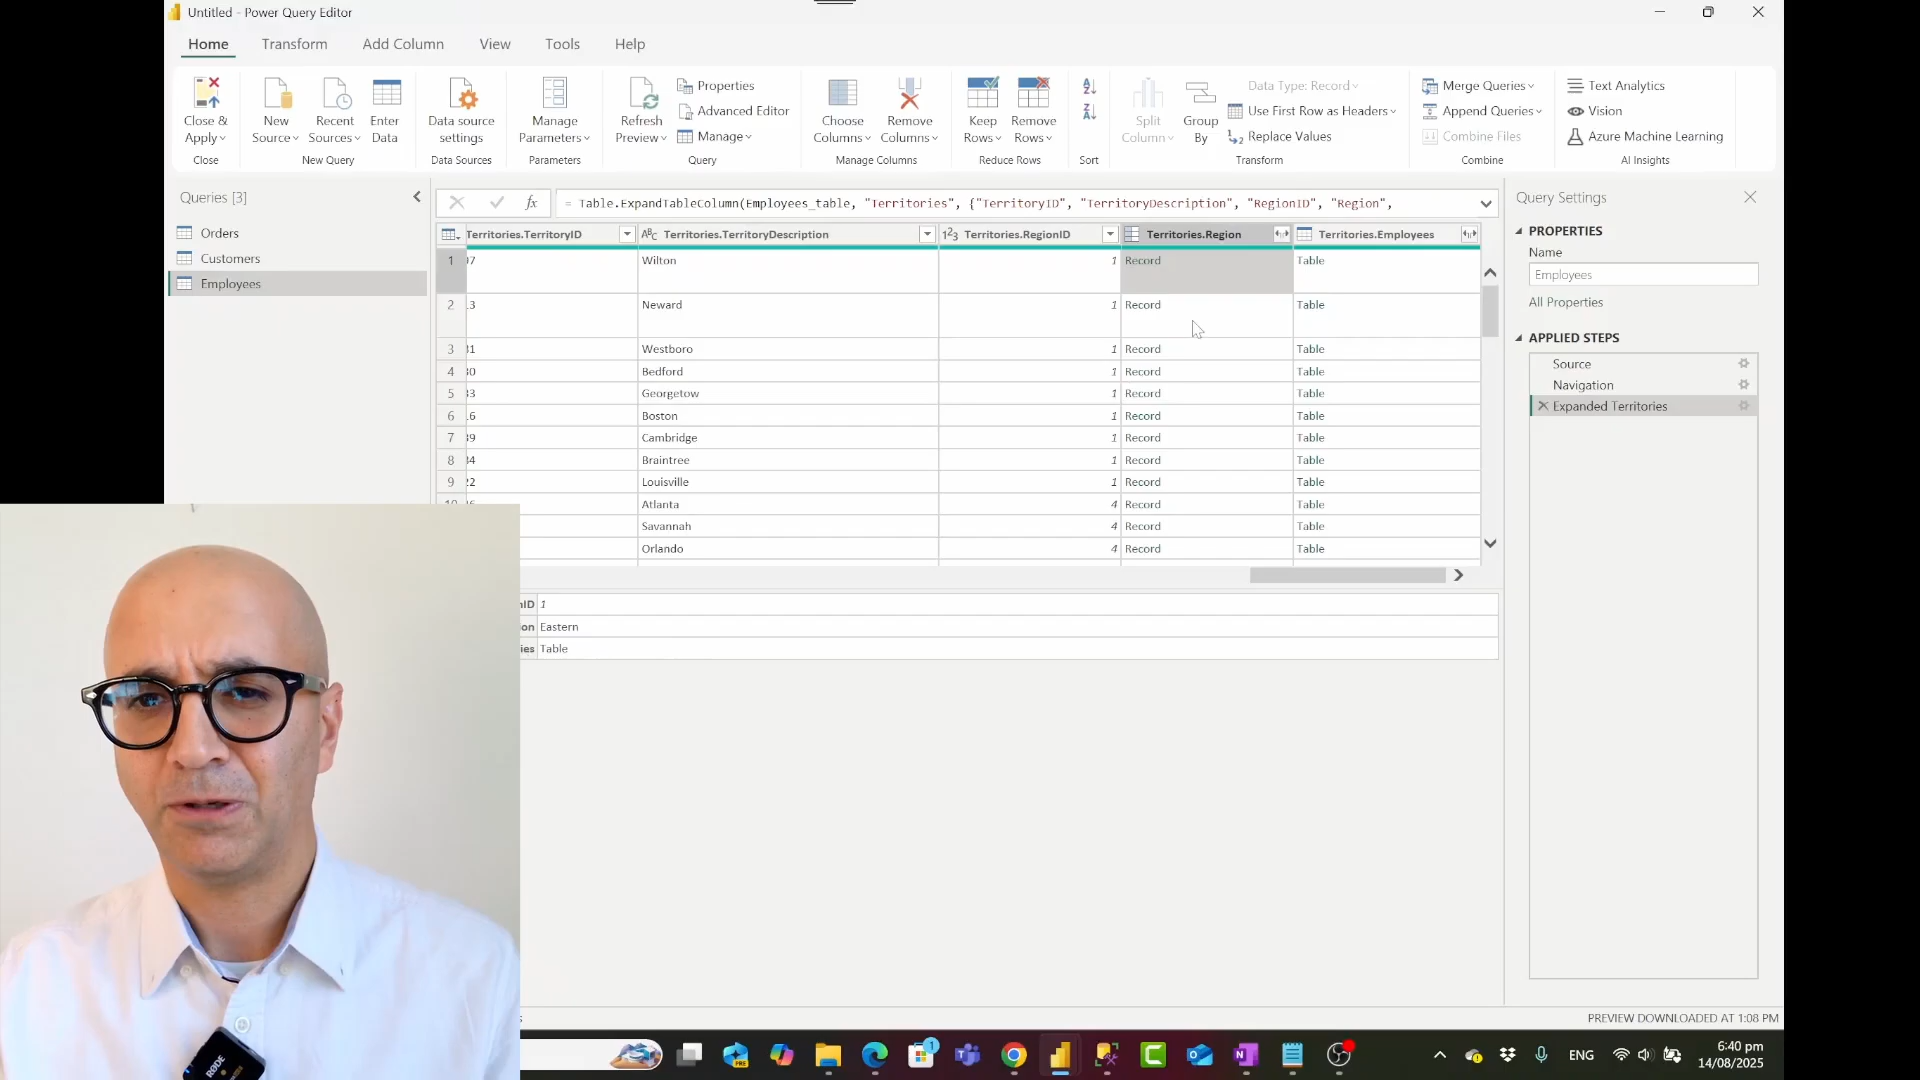 Untitled - Power Query Editor
Home Transform Add Column View Tools Help
Close & Apply
New Source
Recent Sources
Enter Data
Data source settings
Manage Parameters
Refresh Preview
Properties
Advanced Editor
Manage
Choose Columns
Remove Columns
Keep Rows
Remove Rows
Split Column
Group By
Data Type: Record
Use First Row as Headers
Replace Values
Merge Queries
Append Queries
Combine Files
Text Analytics
Vision
Azure Machine Learning
Close New Query Data Sources Parameters Query Manage Columns Reduce Rows Sort Transform Combine AI Insights
Queries [3]
Orders
Customers
Employees
fx = Table.ExpandTableColumn(Employees_table, "Territories", {"TerritoryID", "TerritoryDescription", "RegionID", "Region",
Territories.TerritoryID ABC Territories.TerritoryDescription 123 Territories.RegionID Territories.Region Territories.Employees
1 Wilton 1 Record Table
2 Neward 1 Record Table
3 Westboro 1 Record Table
4 Bedford 1 Record Table
5 Georgetow 1 Record Table
6 Boston 1 Record Table
7 Cambridge 1 Record Table
8 Braintree 1 Record Table
9 Louisville 1 Record Table
Atlanta 4 Record Table
Savannah 4 Record Table
Orlando 4 Record Table
ID 1
on Eastern
ies Table
Query Settings
PROPERTIES
Name
Employees
All Properties
APPLIED STEPS
Source
Navigation
Expanded Territories
PREVIEW DOWNLOADED AT 1:08 PM
RØDE
PRE
1
ENG
6:40 pm
14/08/2025